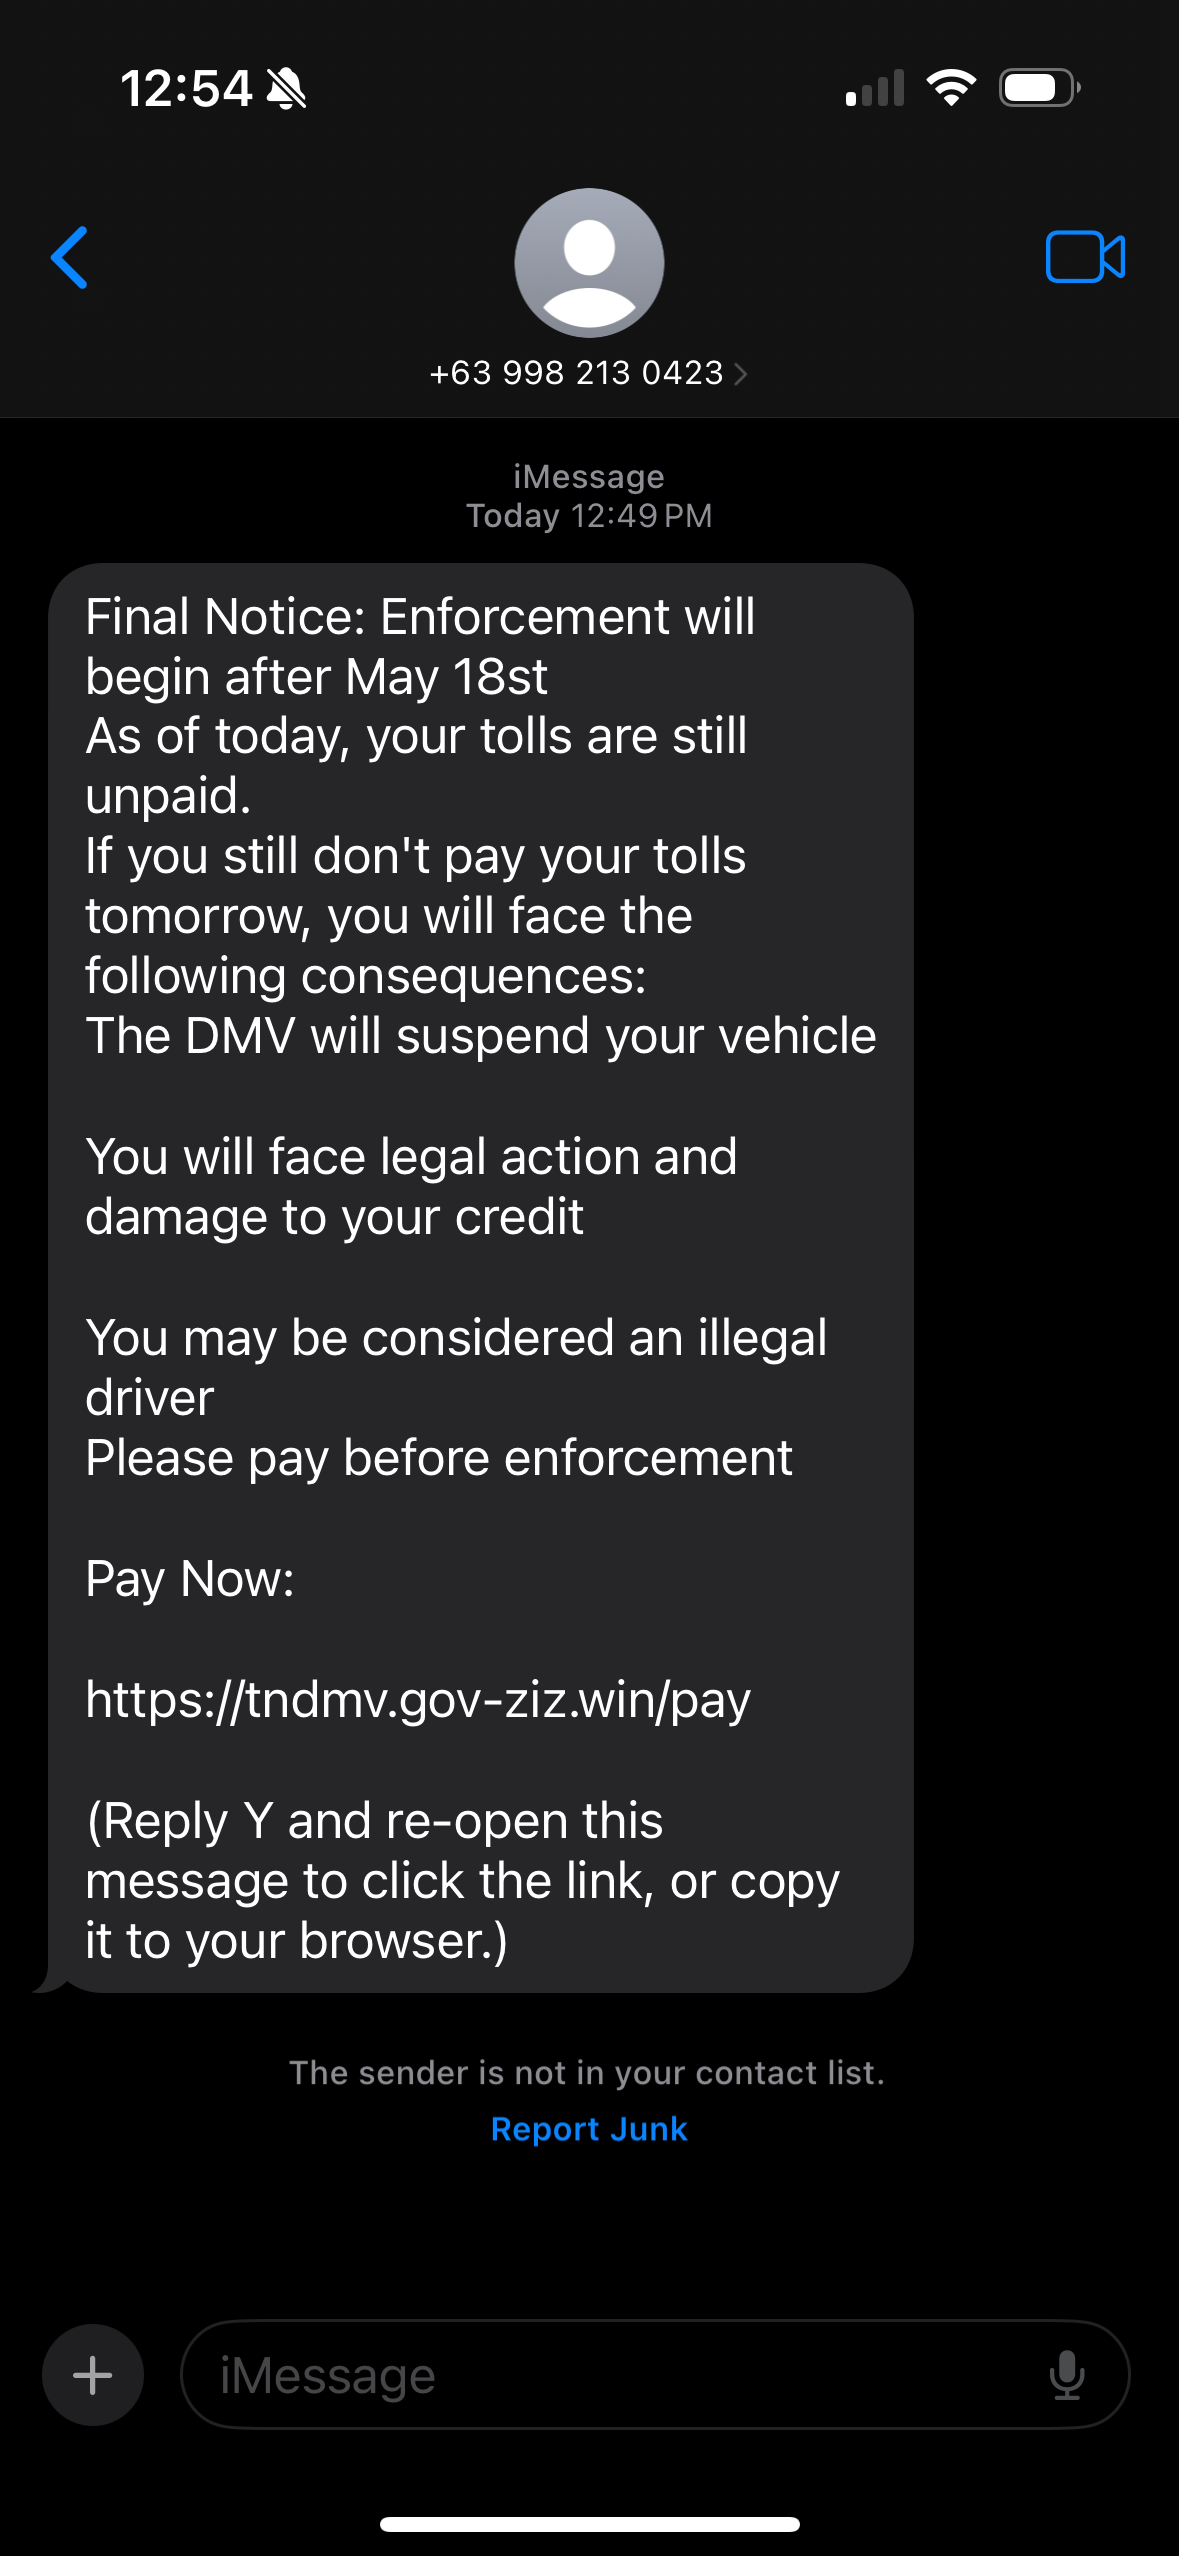 12:54
+63 998 213 0423
iMessage
Today 12:49 PM
Final Notice: Enforcement will
begin after May 18st
As of today, your tolls are still
unpaid.
If you still don't pay your tolls
tomorrow, you will face the
following consequences:
The DMV will suspend your vehicle
You will face legal action and
damage to your credit
You may be considered an illegal
driver
Please pay before enforcement
Pay Now:
https://tndmv.gov-ziz.win/pay
(Reply Y and re-open this
message to click the link, or copy
it to your browser.)
The sender is not in your contact list.
Report Junk
iMessage